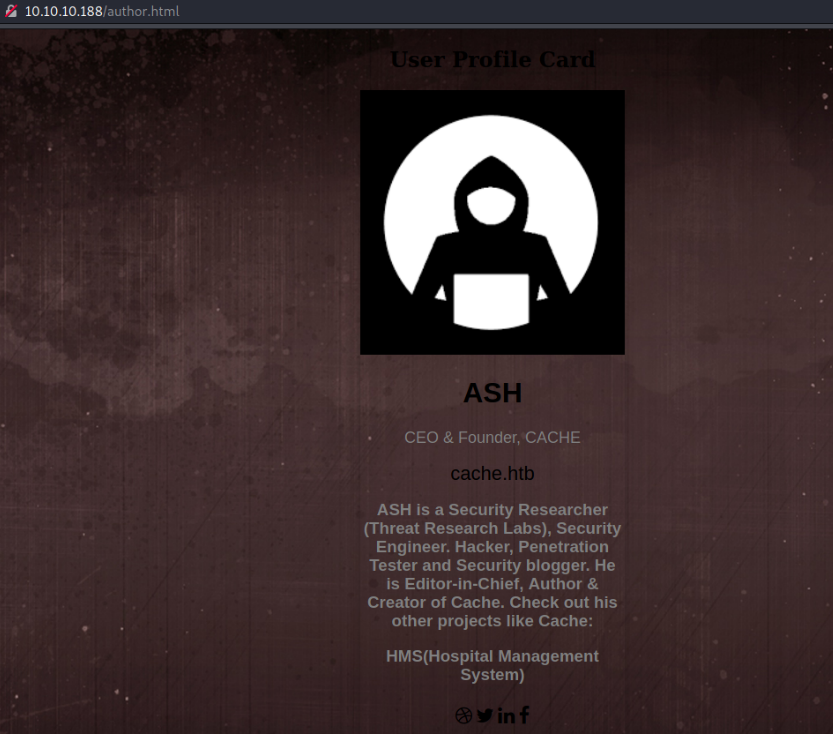 10.10.10.188/author.html
User Profile Card
ASH
CEO & Founder, CACHE
cache.htb
ASH is a Security Researcher
(Threat Research Labs), Security
Engineer. Hacker, Penetration
Tester and Security blogger. He
is Editor-in-Chief, Author &
Creator of Cache. Check out his
other projects like Cache:
HMS(Hospital Management
System)